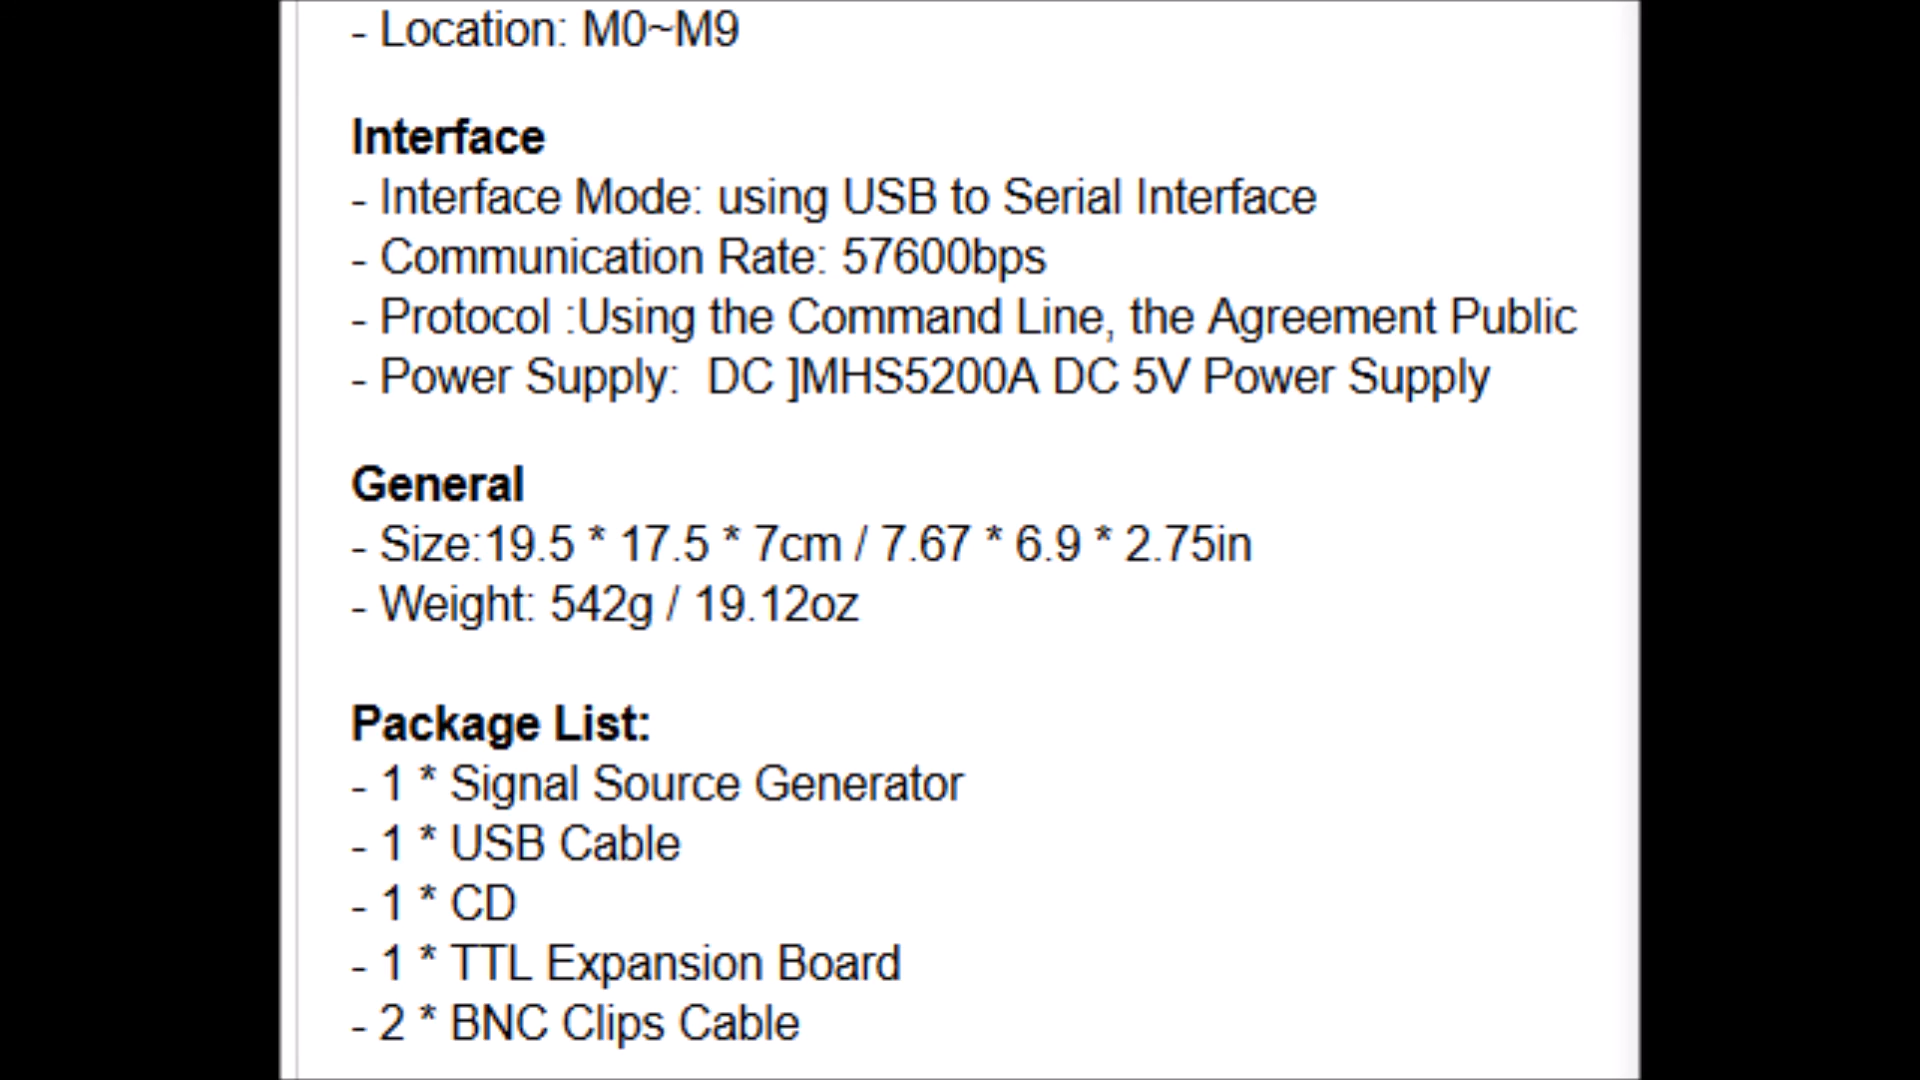 - Location: M0~M9
Interface
- Interface Mode: using USB to Serial Interface
- Communication Rate: 57600bps
- Protocol :Using the Command Line, the Agreement Public
- Power Supply:  DC ]MHS5200A DC 5V Power Supply
General
- Size:19.5 * 17.5 * 7cm / 7.67 * 6.9 * 2.75in
- Weight: 542g / 19.12oz
Package List:
- 1 * Signal Source Generator
- 1 * USB Cable
- 1 * CD
- 1 * TTL Expansion Board
- 2 * BNC Clips Cable